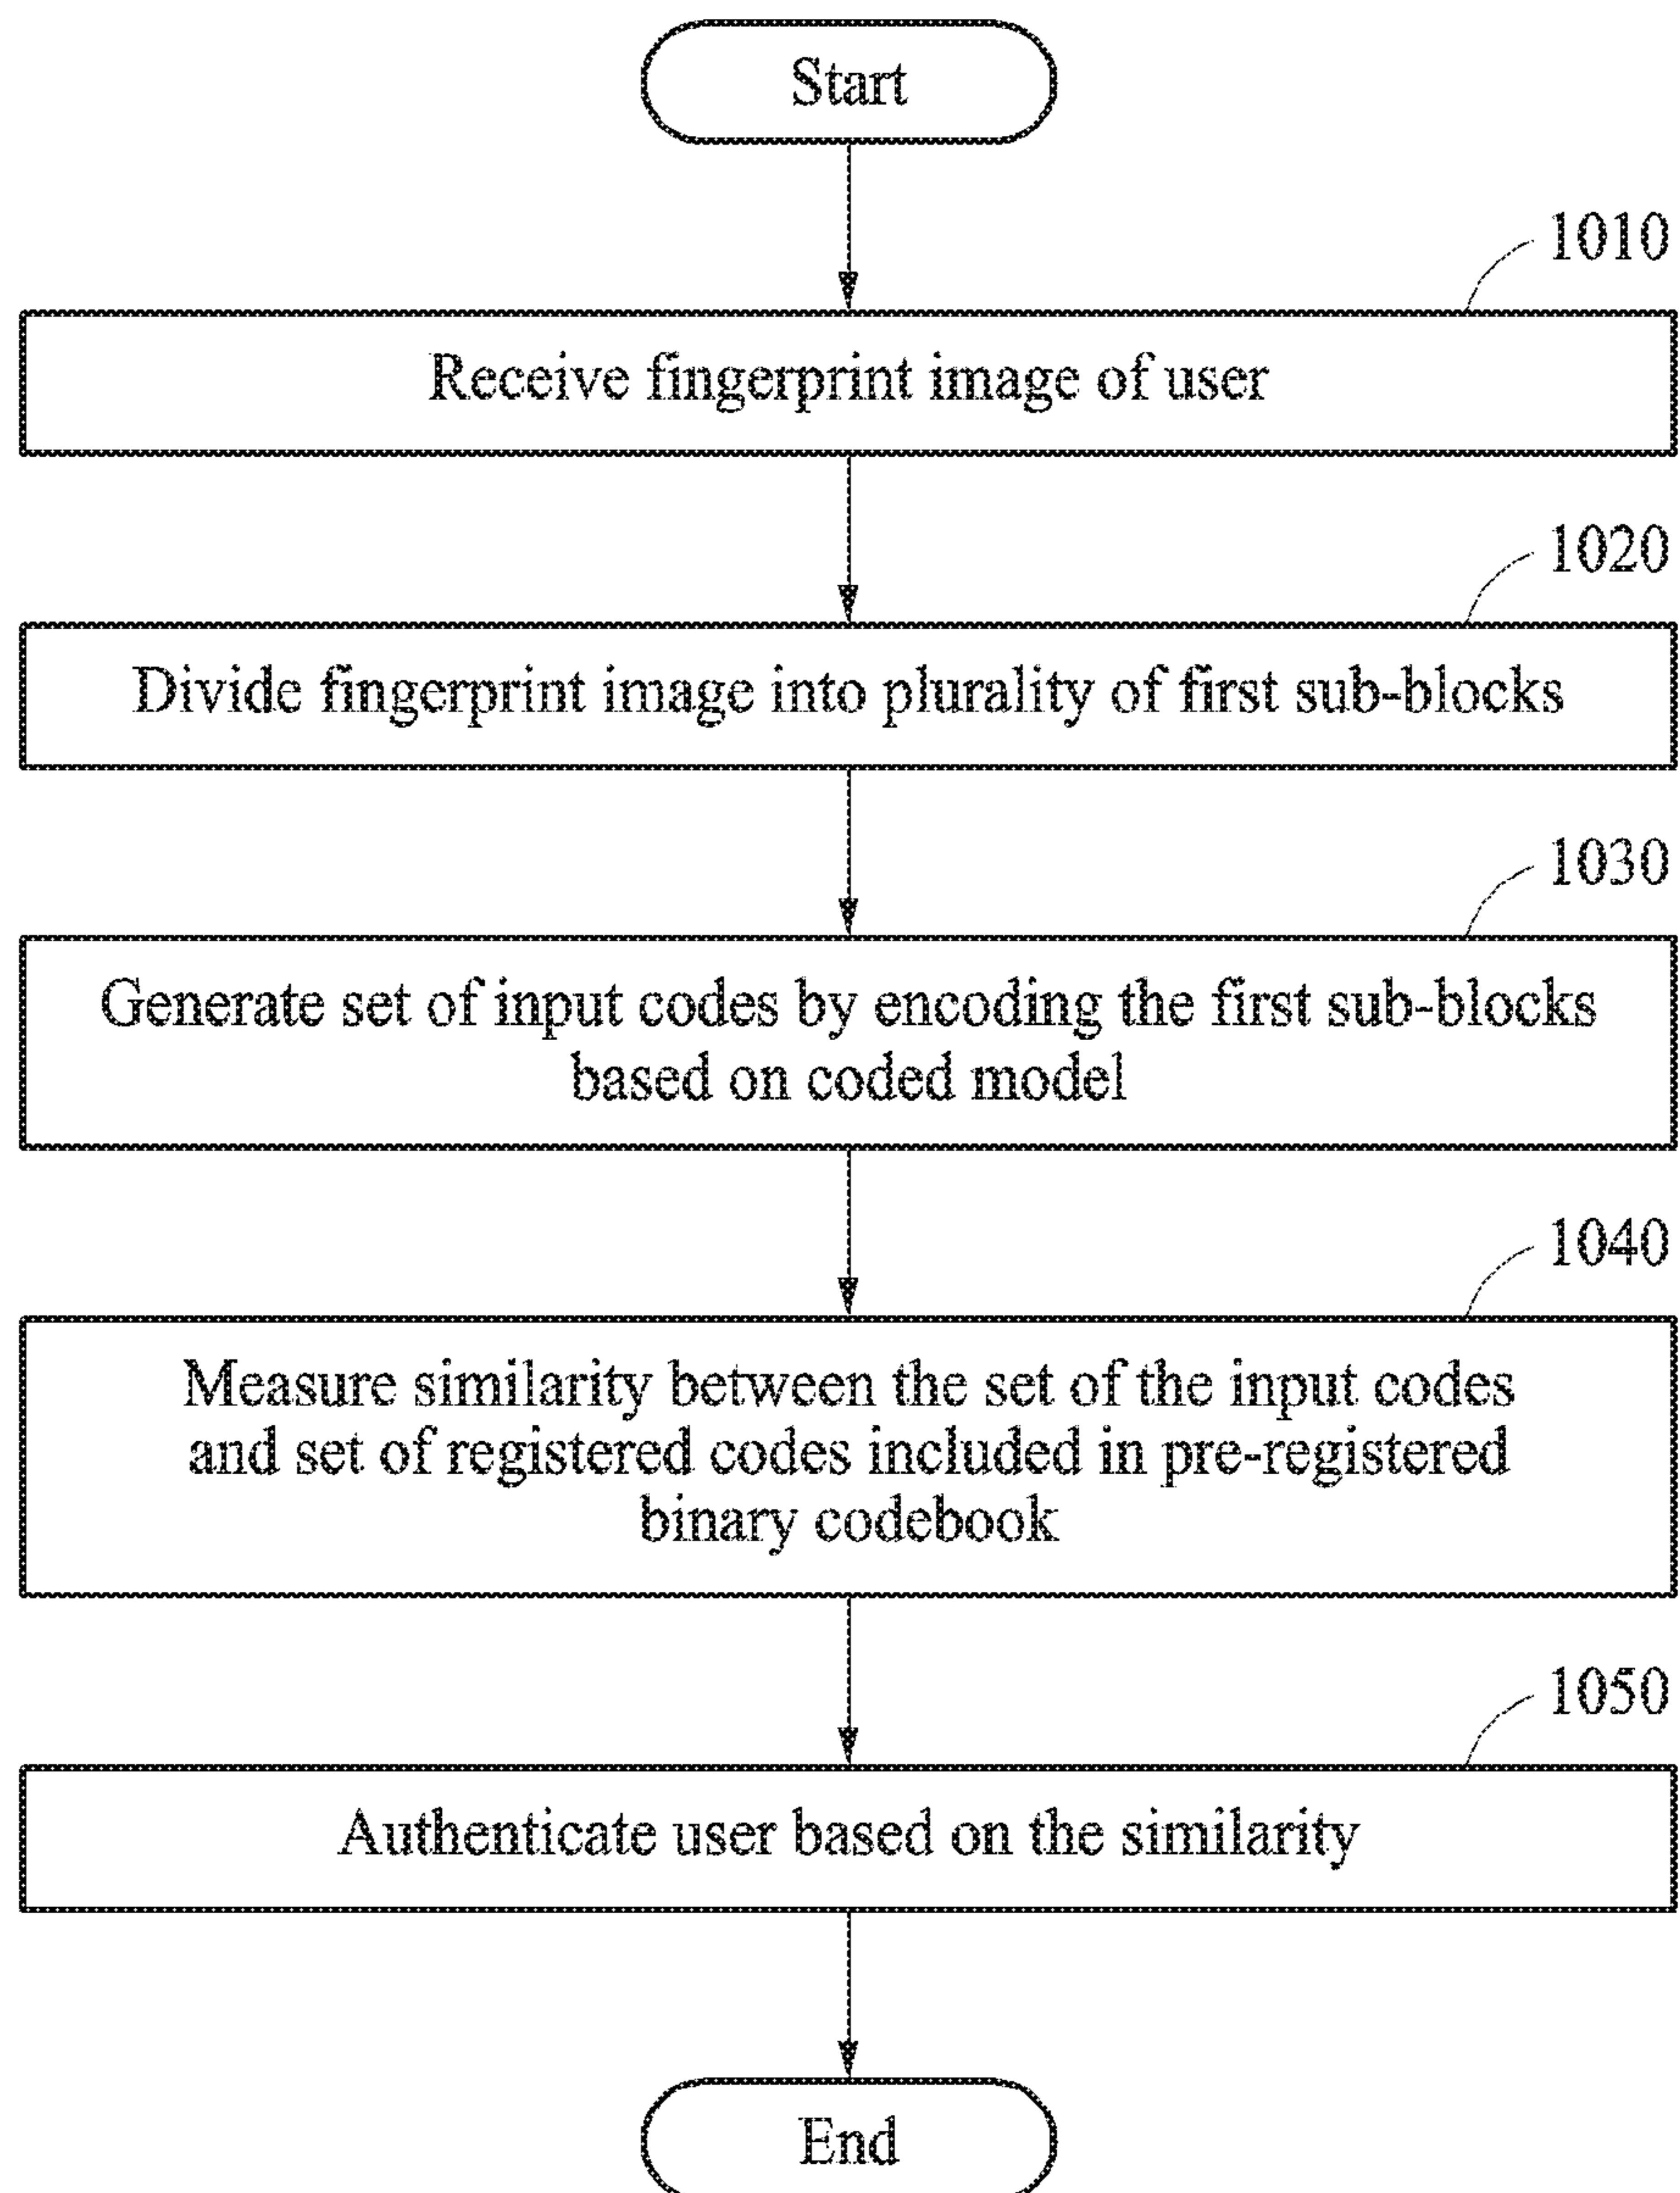 Start
1010
Receive fingerprint image of user
1020
Divide fingerprint image into plurality of first sub-blocks
1030
Generate set of input codes by encoding the first sub-blocks
based on coded model
1040
Measure similarity between the set of the input codes
and set of registered codes included in pre-registered
binary codebook
1050
Authenticate user based on the similarity
End